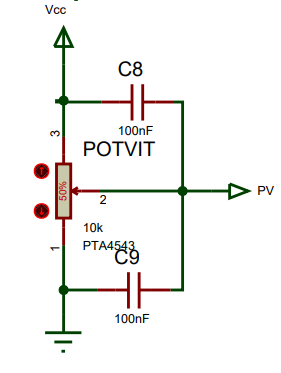 Vcc
C8
100nF
3
POTVIT
50%
2
PV
10k
PTA4543
1
C9
100nF